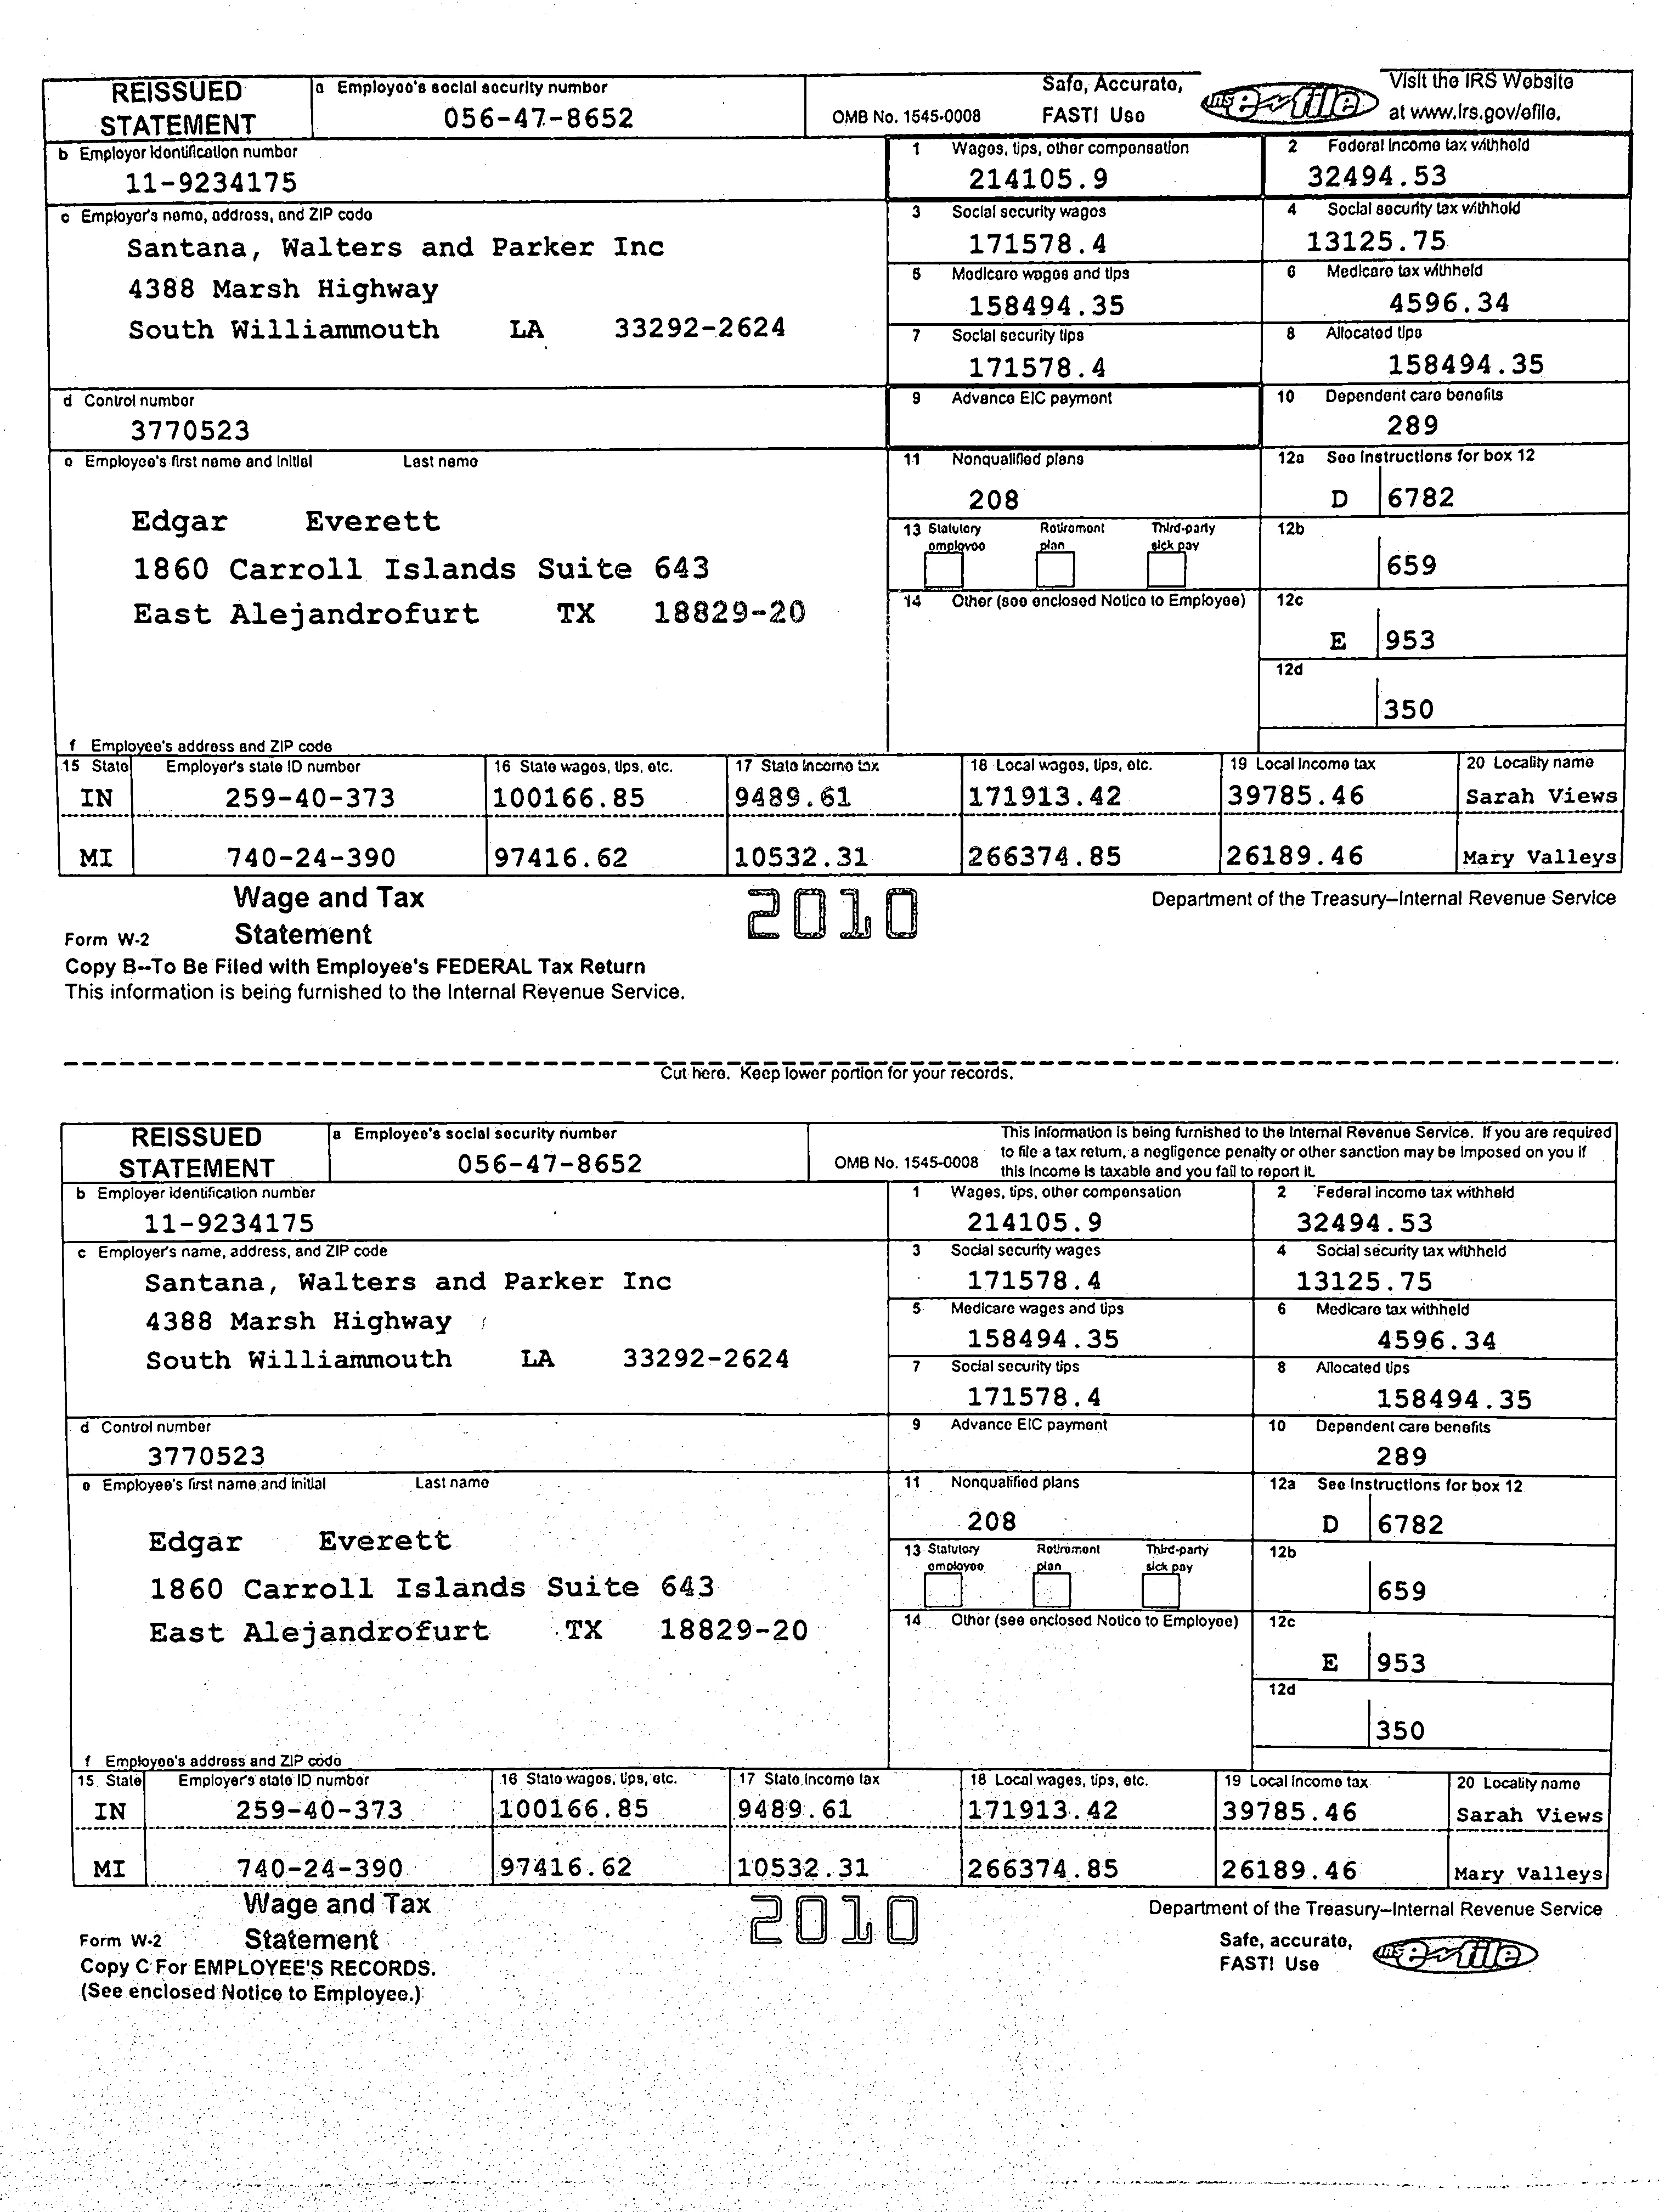 REISSUED STATEMENT
a Employee's social security number
056-47-8652
OMB No. 1545-0008
Safe, Accurate, FAST! Use
IRS e~file
Visit the IRS Website at www.irs.gov/efile.
b Employer identification number
11-9234175
1 Wages, tips, other compensation
214105.9
2 Federal income tax withheld
32494.53
c Employer's name, address, and ZIP code
Santana, Walters and Parker Inc
4388 Marsh Highway
South Williammouth LA 33292-2624
3 Social security wages
171578.4
4 Social security tax withheld
13125.75
5 Medicare wages and tips
158494.35
6 Medicare tax withheld
4596.34
7 Social security tips
171578.4
8 Allocated tips
158494.35
d Control number
3770523
9 Advance EIC payment
10 Dependent care benefits
289
e Employee's first name and initial Last name
Edgar Everett
1860 Carroll Islands Suite 643
East Alejandrofurt TX 18829-20
11 Nonqualified plans
208
12a See Instructions for box 12
D 6782
13 Statutory employee Retirement plan Third-party sick pay
12b
659
14 Other (see enclosed Notice to Employee)
12c
E 953
12d
350
f Employee's address and ZIP code
15 State Employer's state ID number 16 State wages, tips, etc. 17 State income tax 18 Local wages, tips, etc. 19 Local income tax 20 Locality name
IN 259-40-373 100166.85 9489.61 171913.42 39785.46 Sarah Views
MI 740-24-390 97416.62 10532.31 266374.85 26189.46 Mary Valleys
Form W-2 Wage and Tax Statement 2010 Department of the Treasury–Internal Revenue Service
Copy B--To Be Filed with Employee's FEDERAL Tax Return
This information is being furnished to the Internal Revenue Service.
Cut here. Keep lower portion for your records.
REISSUED STATEMENT
a Employee's social security number
056-47-8652
OMB No. 1545-0008
This information is being furnished to the Internal Revenue Service. If you are required
to file a tax return, a negligence penalty or other sanction may be imposed on you if
this income is taxable and you fail to report it.
b Employer identification number
11-9234175
1 Wages, tips, other compensation
214105.9
2 Federal income tax withheld
32494.53
c Employer's name, address, and ZIP code
Santana, Walters and Parker Inc
4388 Marsh Highway
South Williammouth LA 33292-2624
3 Social security wages
171578.4
4 Social security tax withheld
13125.75
5 Medicare wages and tips
158494.35
6 Medicare tax withheld
4596.34
7 Social security tips
171578.4
8 Allocated tips
158494.35
d Control number
3770523
9 Advance EIC payment
10 Dependent care benefits
289
e Employee's first name and initial Last name
Edgar Everett
1860 Carroll Islands Suite 643
East Alejandrofurt TX 18829-20
11 Nonqualified plans
208
12a See Instructions for box 12
D 6782
13 Statutory employee Retirement plan Third-party sick pay
12b
659
14 Other (see enclosed Notice to Employee)
12c
E 953
12d
350
f Employee's address and ZIP code
15 State Employer's state ID number 16 State wages, tips, etc. 17 State income tax 18 Local wages, tips, etc. 19 Local income tax 20 Locality name
IN 259-40-373 100166.85 9489.61 171913.42 39785.46 Sarah Views
MI 740-24-390 97416.62 10532.31 266374.85 26189.46 Mary Valleys
Form W-2 Wage and Tax Statement 2010 Department of the Treasury–Internal Revenue Service
Copy C For EMPLOYEE'S RECORDS.
(See enclosed Notice to Employee.)
Safe, accurate, FAST! Use
IRS e~file